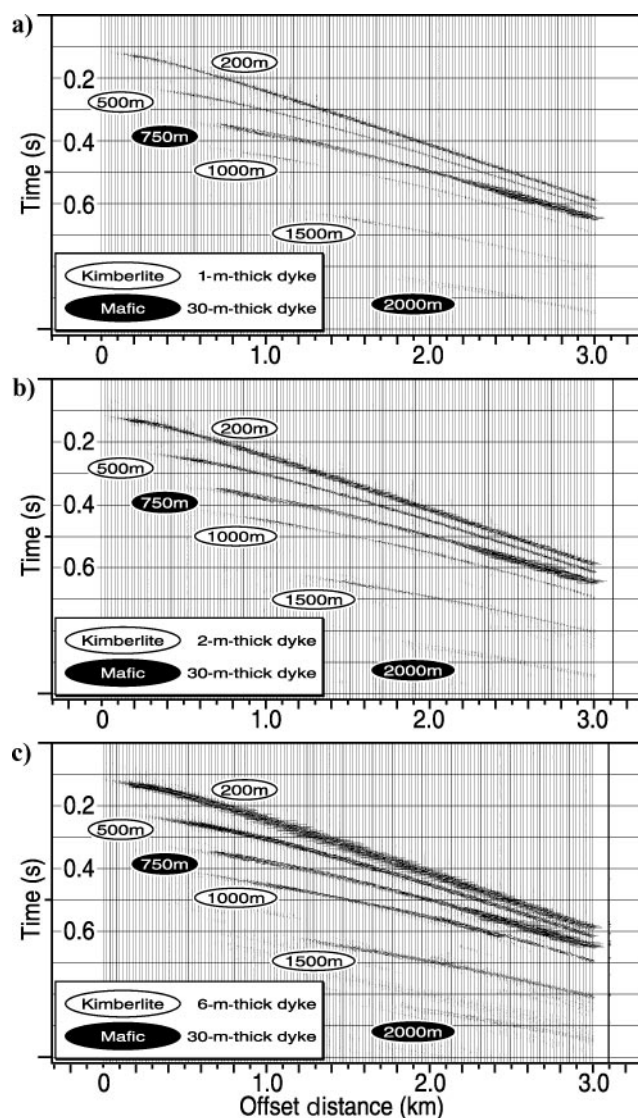 a)
200m
0.2
500m
750m
0.4
1000m
Time (s)
0.6
1500m
Kimberlite 1-m-thick dyke
Mafic 30-m-thick dyke
2000m
0 1.0 2.0 3.0
b)
200m
0.2
500m
750m
0.4
1000m
Time (s)
0.6
1500m
Kimberlite 2-m-thick dyke
Mafic 30-m-thick dyke
2000m
0 1.0 2.0 3.0
c)
200m
0.2
500m
750m
0.4
1000m
Time (s)
0.6
1500m
Kimberlite 6-m-thick dyke
Mafic 30-m-thick dyke
2000m
0 1.0 2.0 3.0
Offset distance (km)